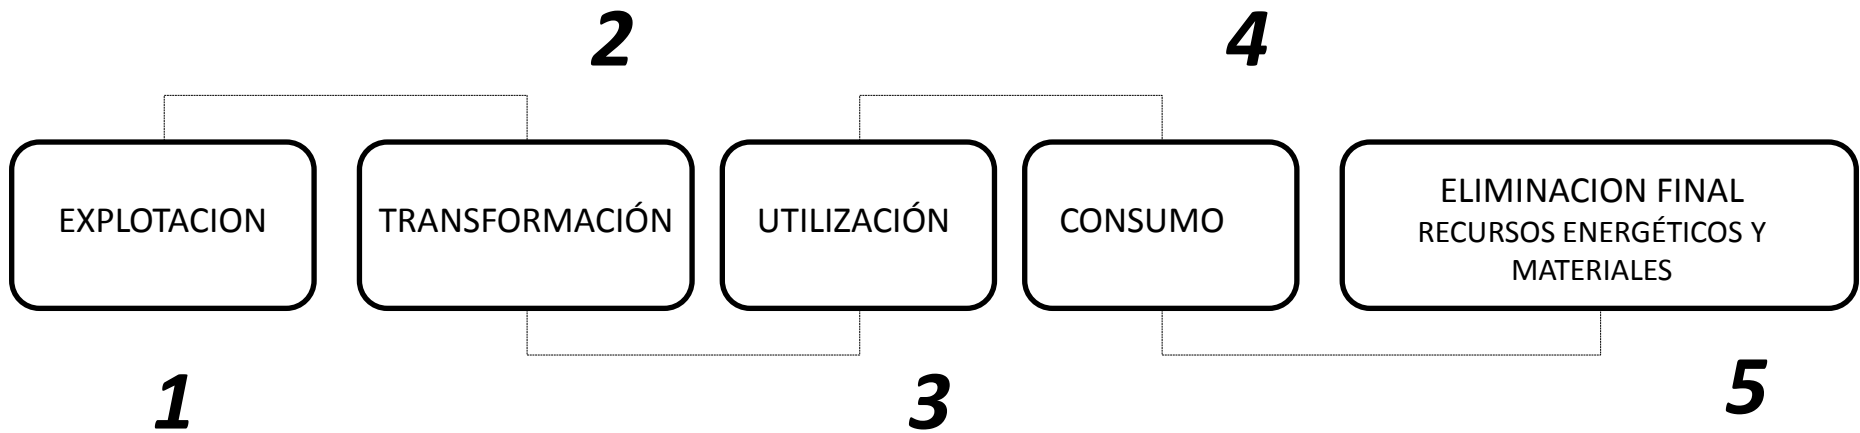 2
4
EXPLOTACION
TRANSFORMACIÓN
UTILIZACIÓN
CONSUMO
ELIMINACION FINAL
RECURSOS ENERGÉTICOS Y
MATERIALES
1
3
5